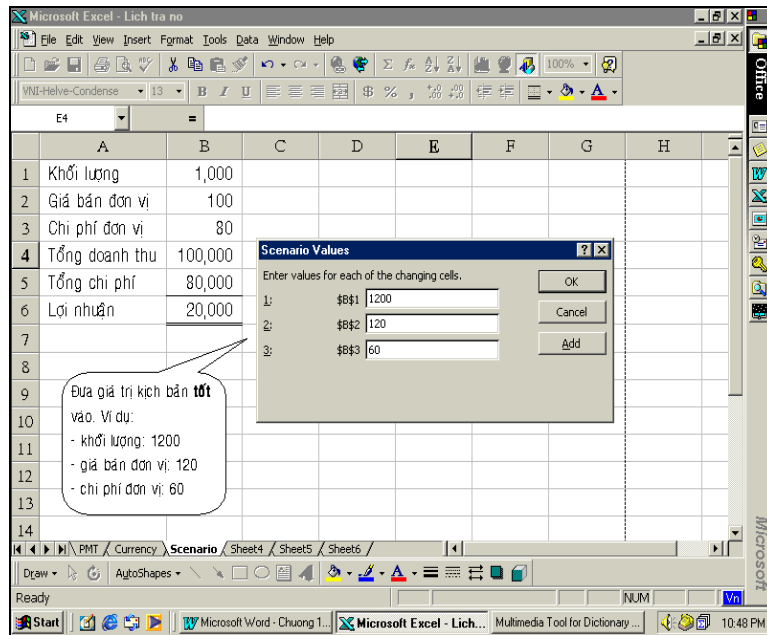 Microsoft Excel - Lich tra no
File Edit View Insert Format Tools Data Window Help
100%
VNI-Helve-Condense 13 B I U $ % ,
E4 =
A B C D E F G H
1 Khối lượng 1,000
2 Giá bán đơn vị 100
3 Chi phí đơn vị 80
4 Tổng doanh thu 100,000
5 Tổng chi phí 80,000
6 Lợi nhuận 20,000
7
8
9
10
11
12
13
14
Scenario Values
Enter values for each of the changing cells.
1: $B$1 1200
2: $B$2 120
3: $B$3 60
OK
Cancel
Add
Đưa giá trị kịch bản tốt
vào. Ví dụ:
- khối lượng: 1200
- giá bán đơn vị: 120
- chi phí đơn vị: 60
PMT Currency Scenario Sheet4 Sheet5 Sheet6
Draw AutoShapes
Ready NUM Vn
Start Microsoft Word - Chuong 1... Microsoft Excel - Lich... Multimedia Tool for Dictionary ... 10:48 PM
Office
Microsoft